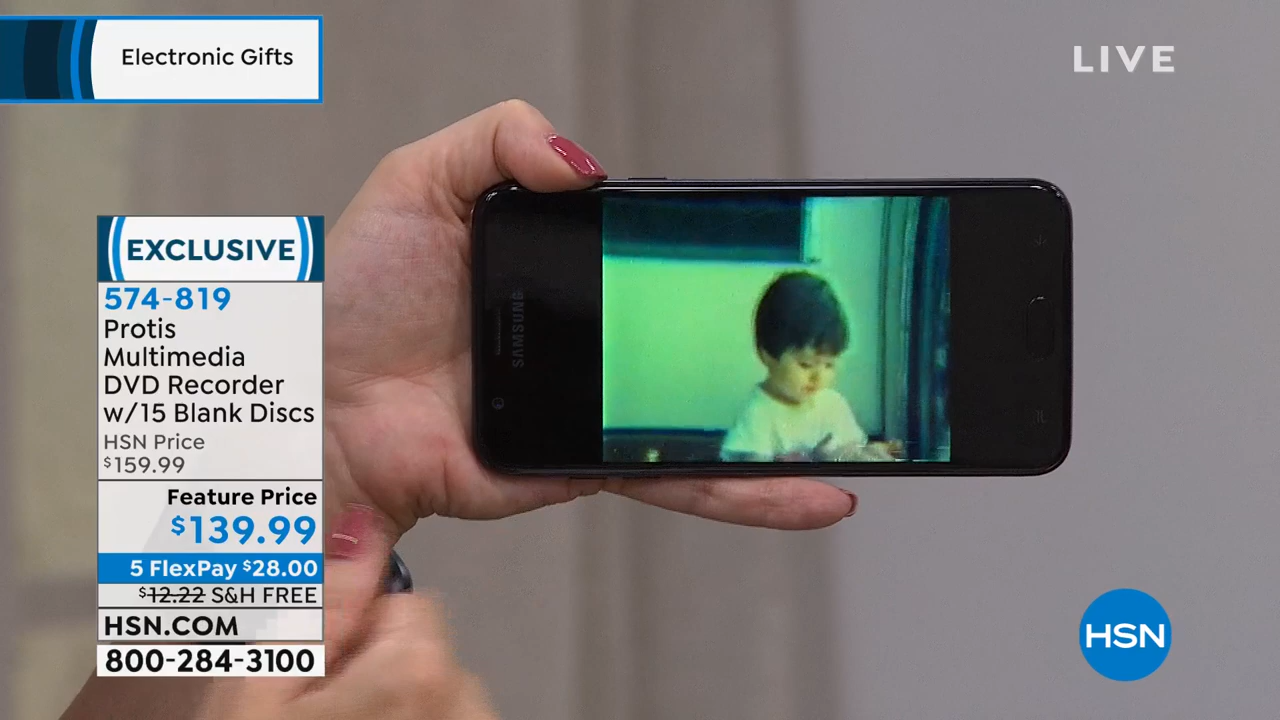 Electronic Gifts
LIVE
EXCLUSIVE
574-819
Protis
Multimedia
DVD Recorder
w/15 Blank Discs
HSN Price
$159.99
Feature Price
$139.99
5 FlexPay $28.00
$12.22 S&H FREE
HSN.COM
800-284-3100
SAMSUNG
HSN